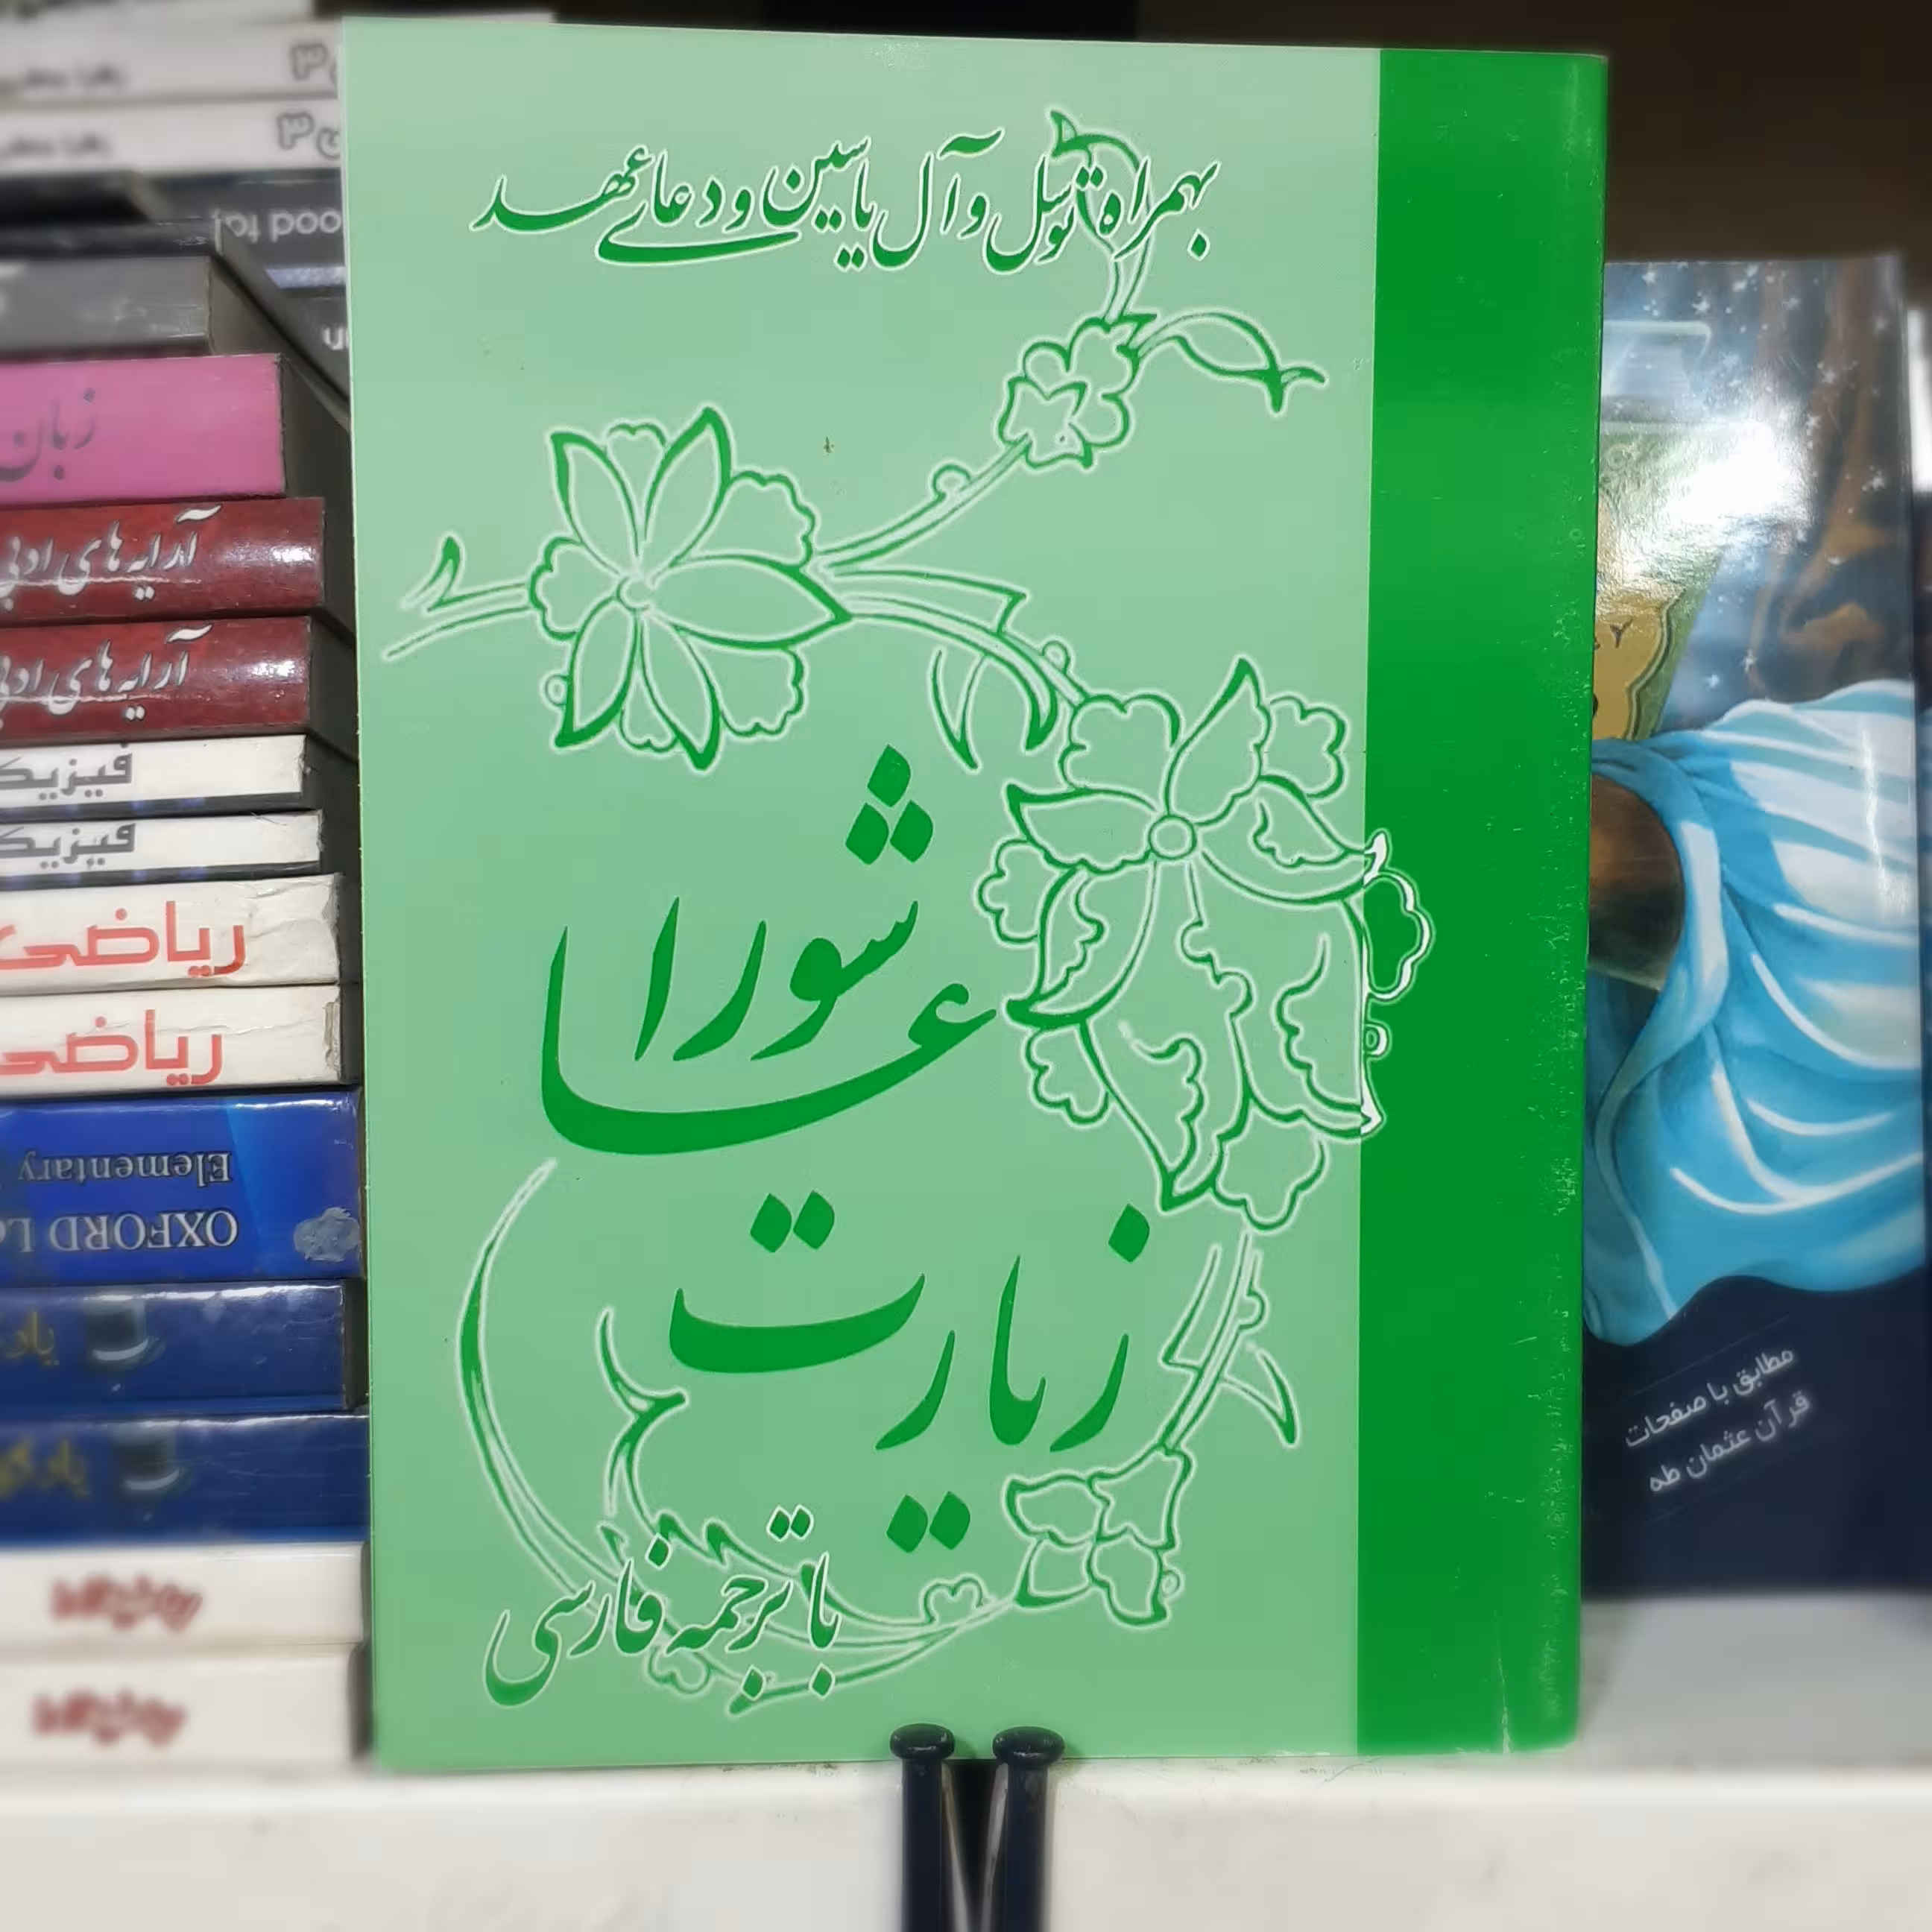 بهمراه توسل و آل یاسین و دعای عهد
زیارت
عاشورا
با ترجمه فارسی
زبان
آرایه های ادبی
آرایه های ادبی
فیزیک
فیزیک
ریاضی
ریاضی
Elementary
OXFORD
مطابق با صفحات
قرآن عثمان طه